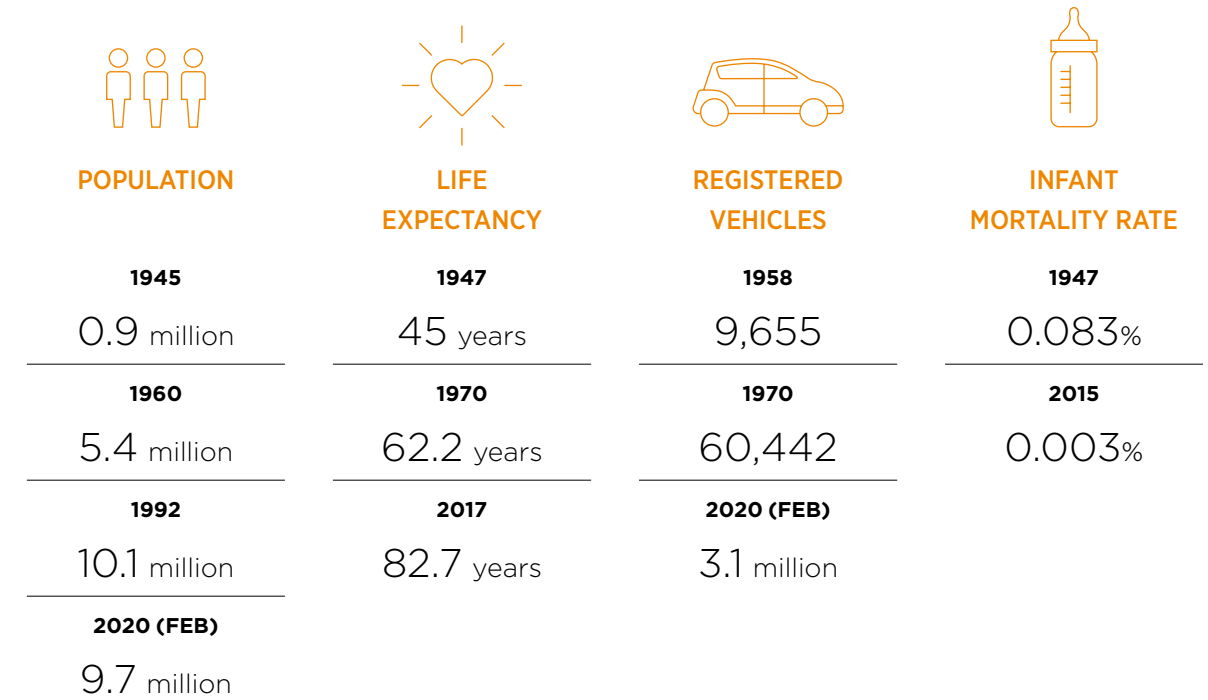 POPULATION
1945
0.9 million
1960
5.4 million
1992
10.1 million
2020 (FEB)
9.7 million
LIFE
EXPECTANCY
1947
45 years
1970
62.2 years
2017
82.7 years
REGISTERED
VEHICLES
1958
9,655
1970
60,442
2020 (FEB)
3.1 million
INFANT
MORTALITY RATE
1947
0.083%
2015
0.003%